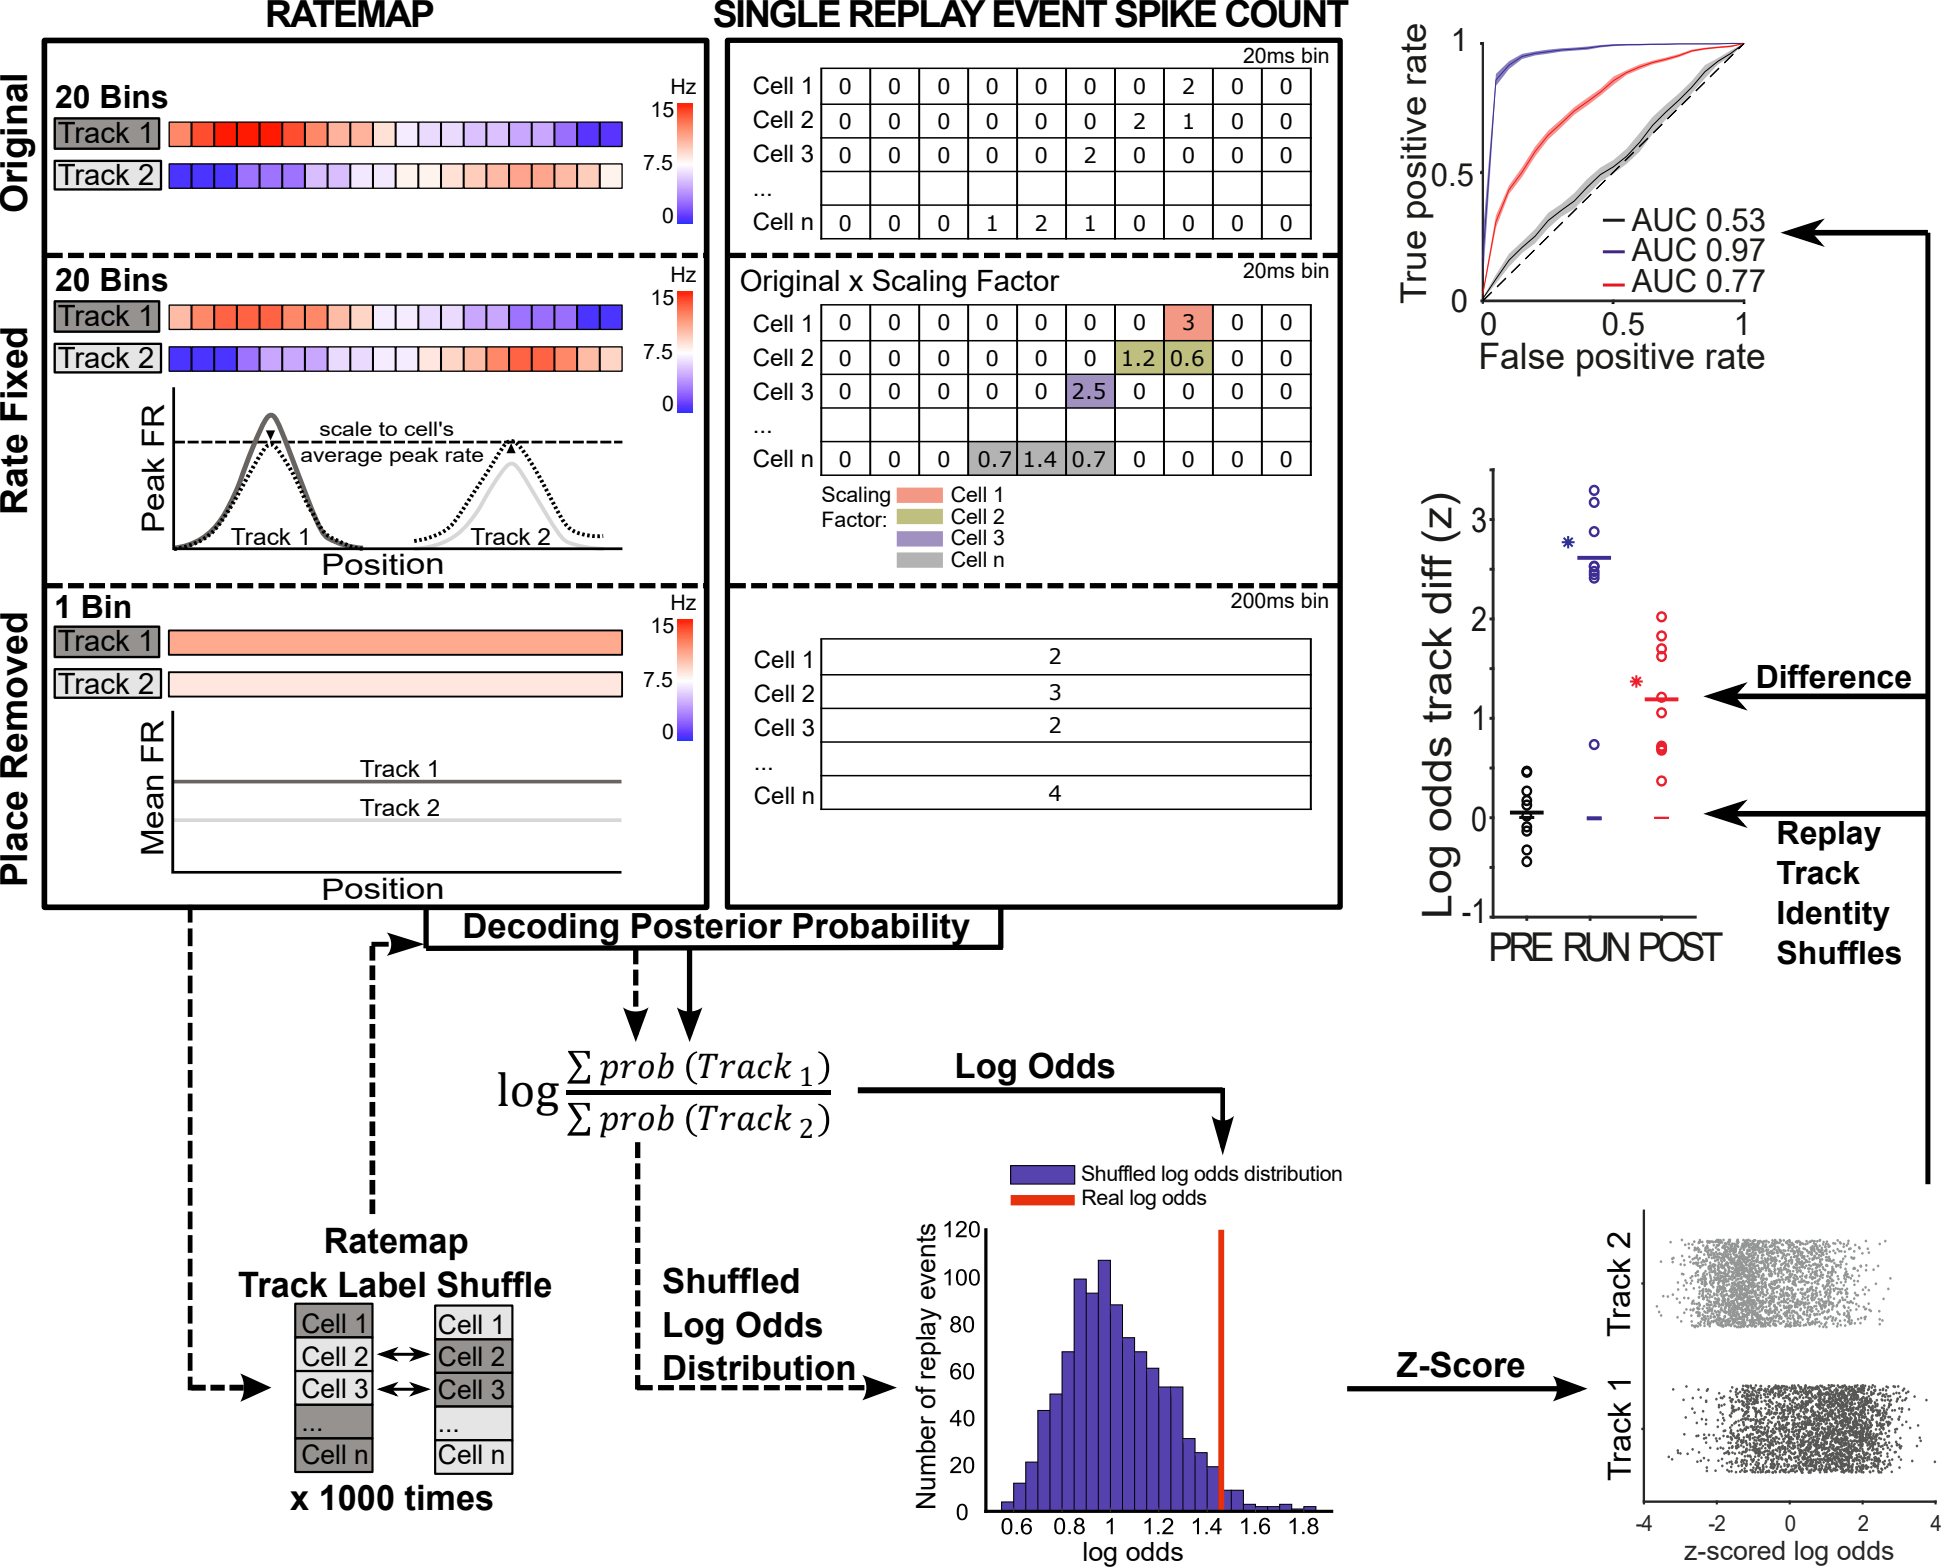 RATEMAP
SINGLE REPLAY EVENT SPIKE COUNT
Original
20 Bins
Track 1
Track 2
Hz
15
7.5
0
20ms bin
Cell 1 0 0 0 0 0 0 0 2 0 0
Cell 2 0 0 0 0 0 0 2 1 0 0
Cell 3 0 0 0 0 0 2 0 0 0 0
...
Cell n 0 0 0 1 2 1 0 0 0 0
Rate Fixed
20 Bins
Track 1
Track 2
Hz
15
7.5
0
Peak FR
scale to cell's
average peak rate
Track 1
Track 2
Position
Original x Scaling Factor
20ms bin
Cell 1 0 0 0 0 0 0 0 3 0 0
Cell 2 0 0 0 0 0 0 1.2 0.6 0 0
Cell 3 0 0 0 0 0 2.5 0 0 0 0
...
Cell n 0 0 0 0.7 1.4 0.7 0 0 0 0
Scaling
Factor:
Cell 1
Cell 2
Cell 3
Cell n
Place Removed
1 Bin
Track 1
Track 2
Hz
15
7.5
0
Mean FR
Track 1
Track 2
Position
200ms bin
Cell 1 2
Cell 2 3
Cell 3 2
...
Cell n 4
Decoding Posterior Probability
True positive rate
1
0.5
0
AUC 0.53
AUC 0.97
AUC 0.77
0 0.5 1
False positive rate
Log odds track diff (z)
3
2
1
0
-1
*
*
PRE RUN POST
Difference
Replay
Track
Identity
Shuffles
log ∑ prob (Track 1)
∑ prob (Track 2)
Log Odds
Ratemap
Track Label Shuffle
Cell 1 Cell 1
Cell 2 Cell 2
Cell 3 Cell 3
... ...
Cell n Cell n
x 1000 times
Shuffled
Log Odds
Distribution
Shuffled log odds distribution
Real log odds
Number of replay events
120
100
80
60
40
20
0
0.6 0.8 1 1.2 1.4 1.6 1.8
log odds
Z-Score
Track 2
Track 1
-4 -2 0 2 4
z-scored log odds